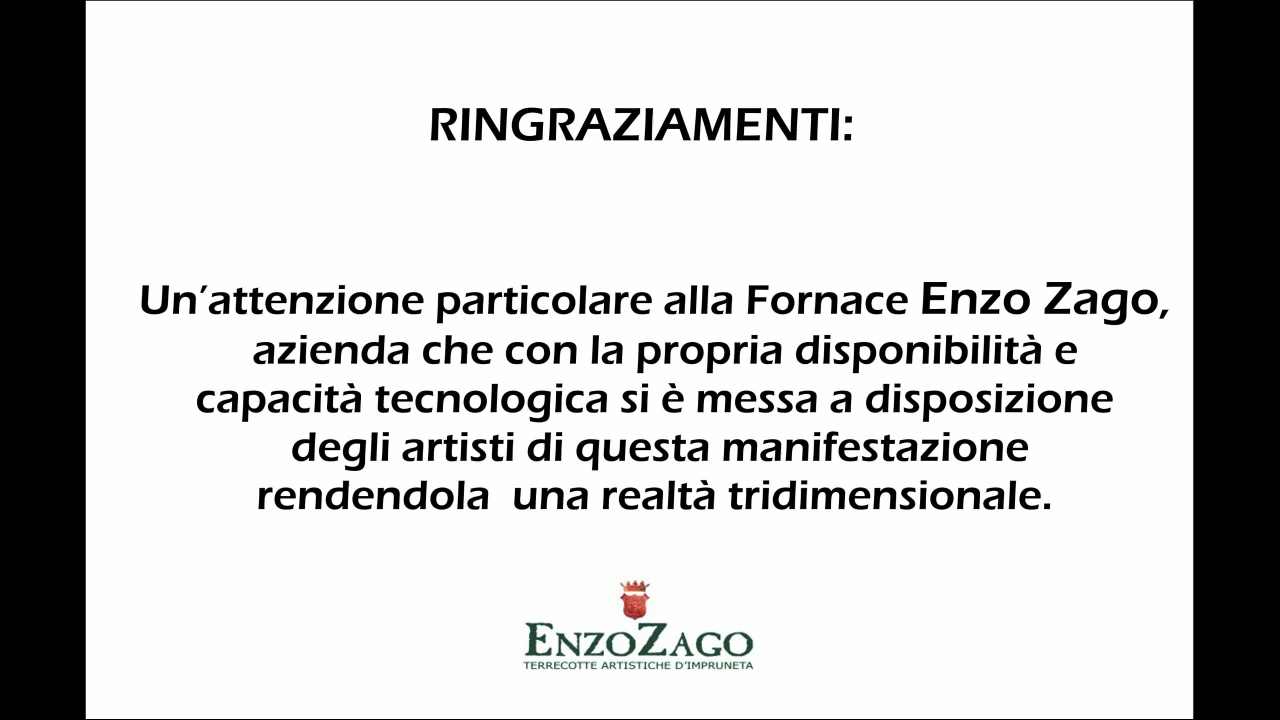 RINGRAZIAMENTI:
Un’attenzione particolare alla Fornace Enzo Zago,
azienda che con la propria disponibilità e
capacità tecnologica si è messa a disposizione
degli artisti di questa manifestazione
rendendola una realtà tridimensionale.
ENZOZAGO
TERRECOTTE ARTISTICHE D'IMPRUNETA